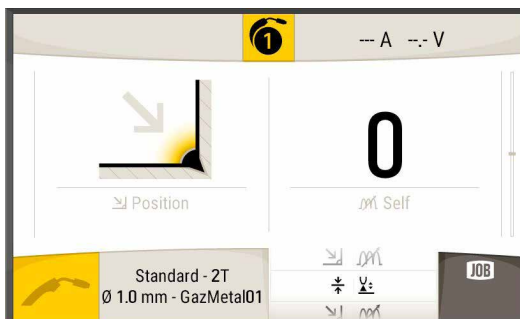 1
--- A --.- V
0
Position
Self
Standard - 2T
Ø 1.0 mm - GazMetal01
JOB